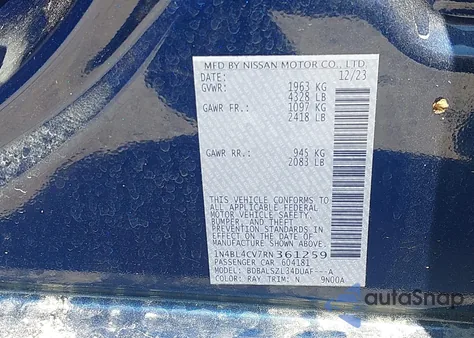 MFD BY NISSAN MOTOR CO., LTD.
DATE: 12/23
GVWR: 1963 KG
4328 LB
GAWR FR.: 1097 KG
2418 LB
GAWR RR.: 945 KG
2083 LB
THIS VEHICLE CONFORMS TO
ALL APPLICABLE FEDERAL
MOTOR VEHICLE SAFETY,
BUMPER, AND THEFT
PREVENTION STANDARDS IN
EFFECT ON THE DATE OF
MANUFACTURE SHOWN ABOVE.
1N4BL4CV7RN361259
PASSENGER CAR 604181
MODEL: BDBALSZL34DUAF---A
COLOR: RAY TRIM: N 9N00A
autoSnap